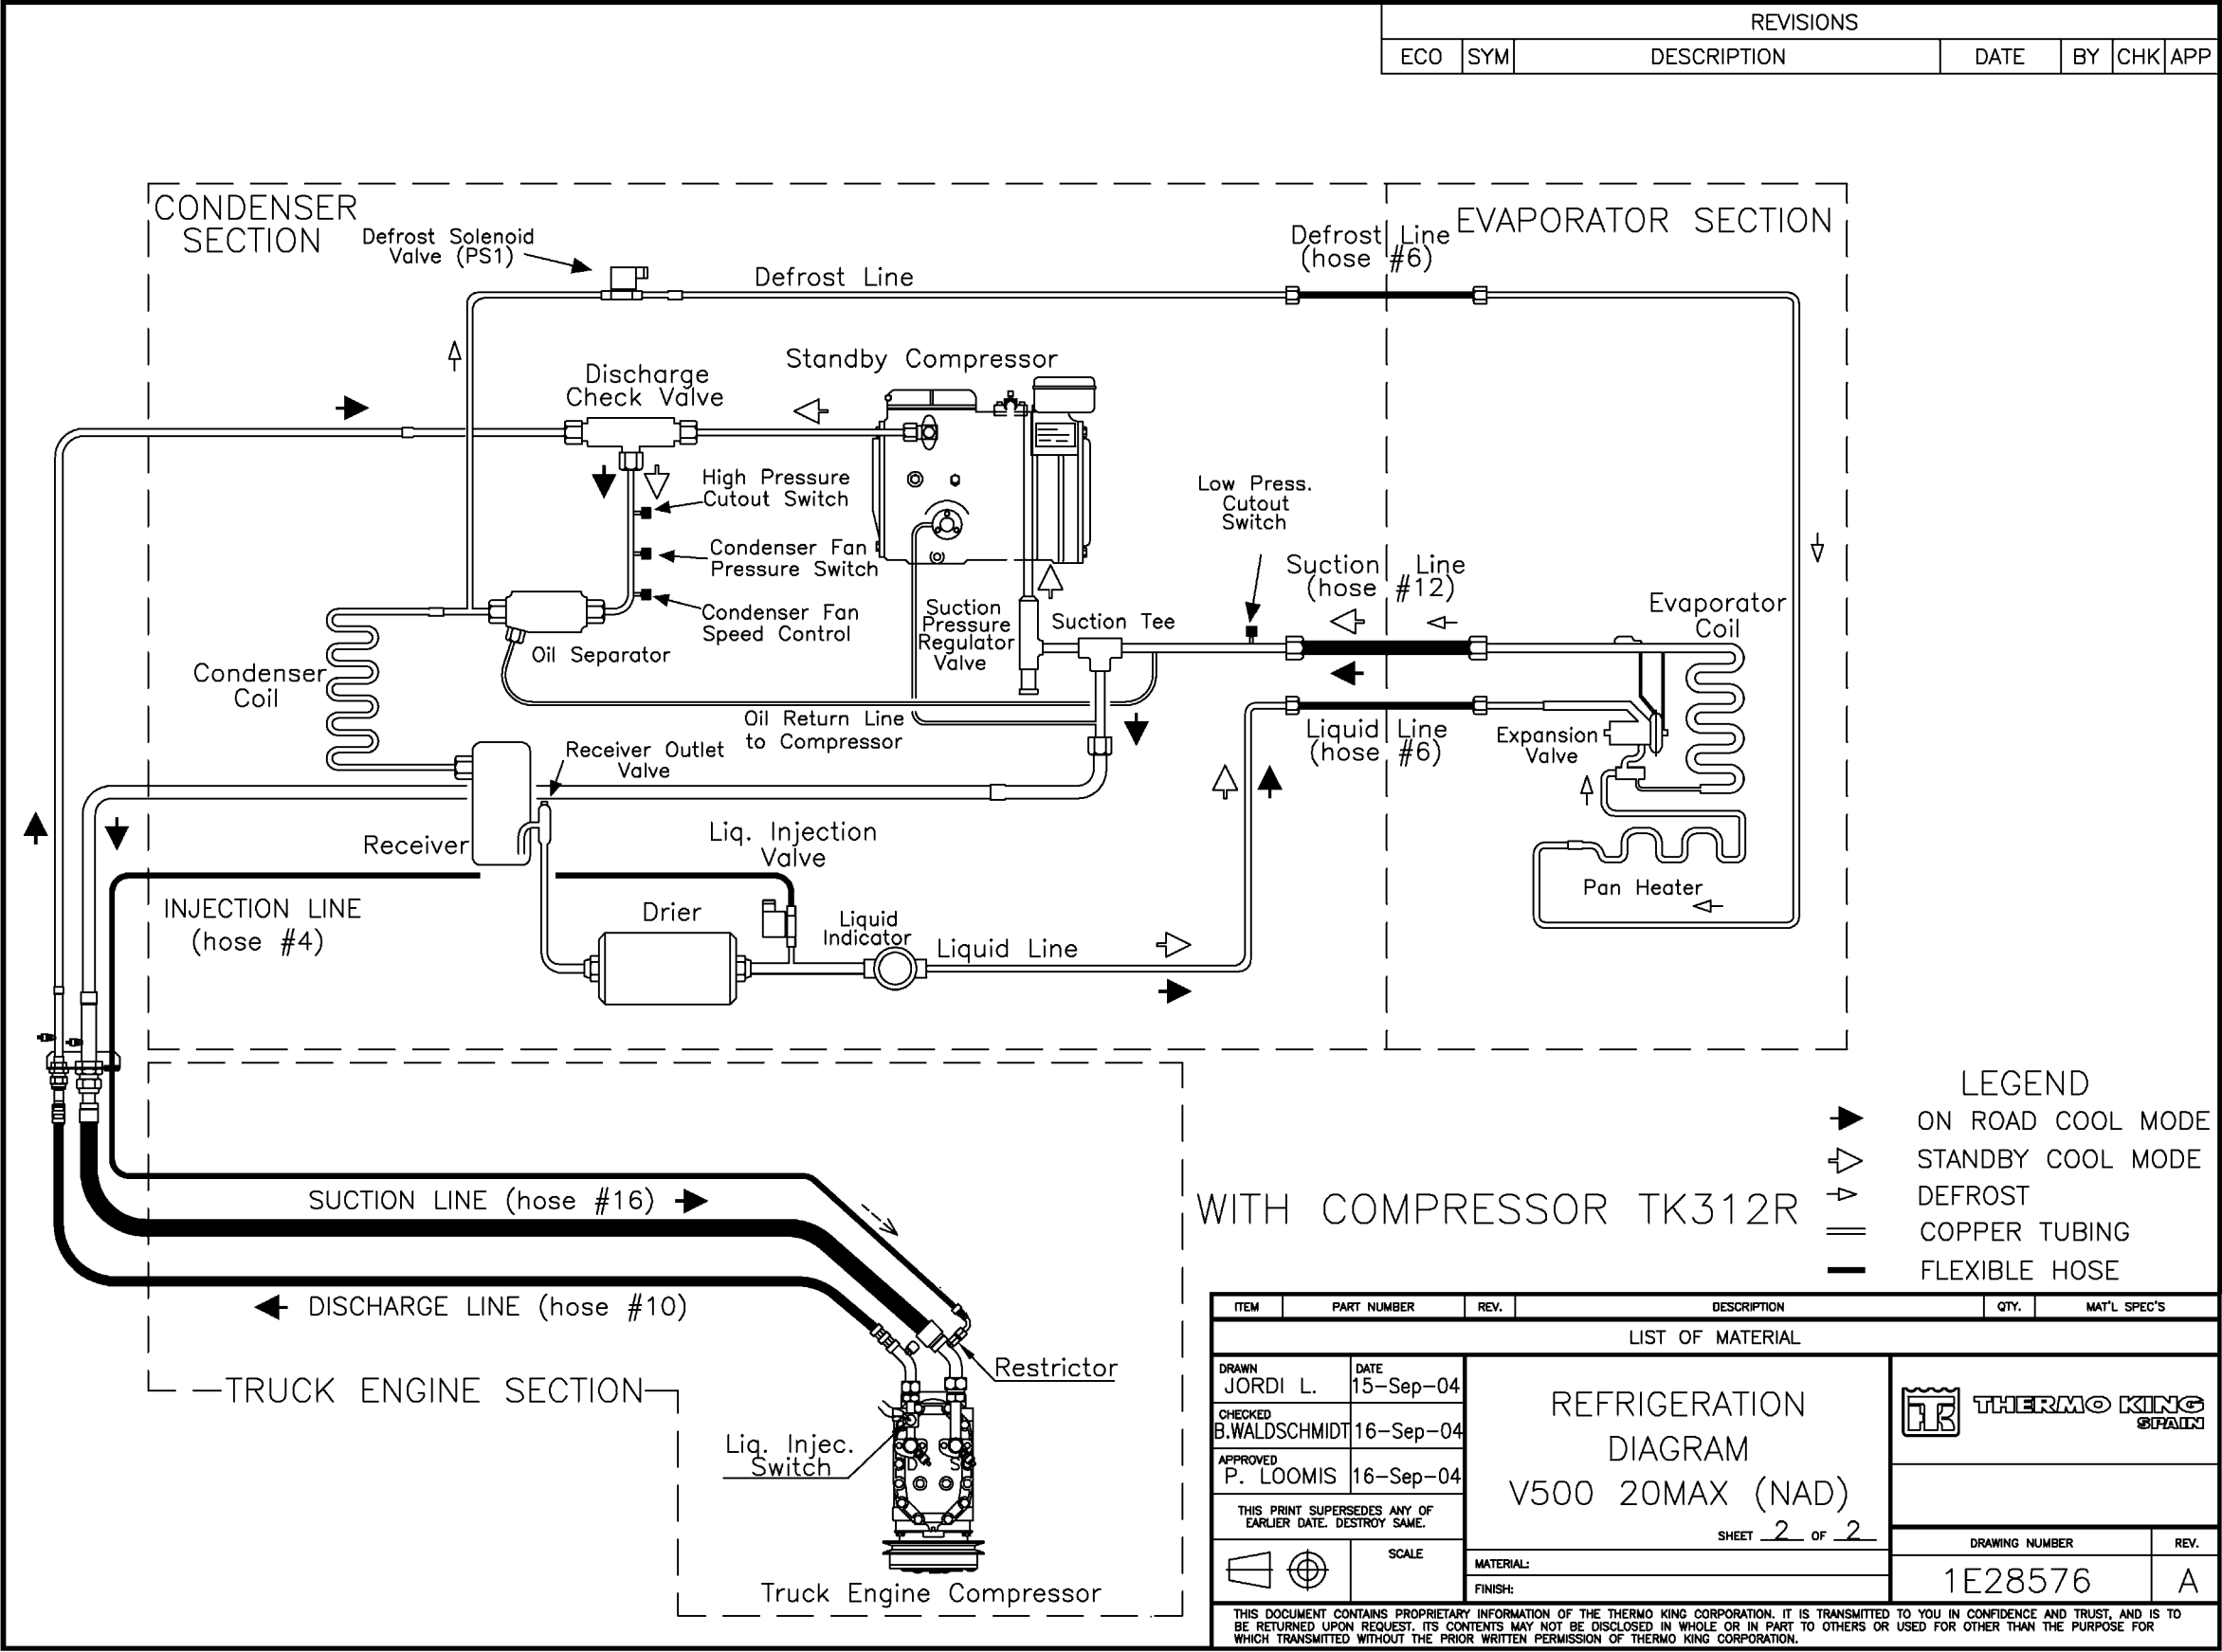 REVISIONS
ECO SYM DESCRIPTION DATE BY CHK APP
CONDENSER
SECTION
Defrost Solenoid
Valve (PS1)
Defrost Line
Defrost Line
(hose #6)
EVAPORATOR SECTION
Standby Compressor
Discharge
Check Valve
High Pressure
Cutout Switch
Condenser Fan
Pressure Switch
Condenser Fan
Speed Control
Low Press.
Cutout
Switch
Suction Line
(hose #12)
Suction
Pressure
Regulator
Valve
Suction Tee
Evaporator
Coil
Oil Separator
Condenser
Coil
Oil Return Line
to Compressor
Receiver Outlet
Valve
Liquid Line
(hose #6)
Expansion
Valve
Receiver
Liq. Injection
Valve
Pan Heater
INJECTION LINE
(hose #4)
Drier
Liquid
Indicator
Liquid Line
LEGEND
ON ROAD COOL MODE
STANDBY COOL MODE
DEFROST
COPPER TUBING
FLEXIBLE HOSE
SUCTION LINE (hose #16)
WITH COMPRESSOR TK312R
DISCHARGE LINE (hose #10)
Restrictor
TRUCK ENGINE SECTION
Liq. Injec.
Switch
D S
Truck Engine Compressor
ITEM PART NUMBER REV. DESCRIPTION QTY. MAT'L SPEC'S
LIST OF MATERIAL
DRAWN DATE
JORDI L. 15-Sep-04
CHECKED
B.WALDSCHMIDT 16-Sep-04
APPROVED
P. LOOMIS 16-Sep-04
THIS PRINT SUPERSEDES ANY OF
EARLIER DATE. DESTROY SAME.
SCALE
REFRIGERATION
DIAGRAM
V500 20MAX (NAD)
SHEET 2 OF 2
MATERIAL:
FINISH:
THERMO KING
SPAIN
DRAWING NUMBER REV.
1E28576 A
THIS DOCUMENT CONTAINS PROPRIETARY INFORMATION OF THE THERMO KING CORPORATION. IT IS TRANSMITTED TO YOU IN CONFIDENCE AND TRUST, AND IS TO
BE RETURNED UPON REQUEST. ITS CONTENTS MAY NOT BE DISCLOSED IN WHOLE OR IN PART TO OTHERS OR USED FOR OTHER THAN THE PURPOSE FOR
WHICH TRANSMITTED WITHOUT THE PRIOR WRITTEN PERMISSION OF THERMO KING CORPORATION.